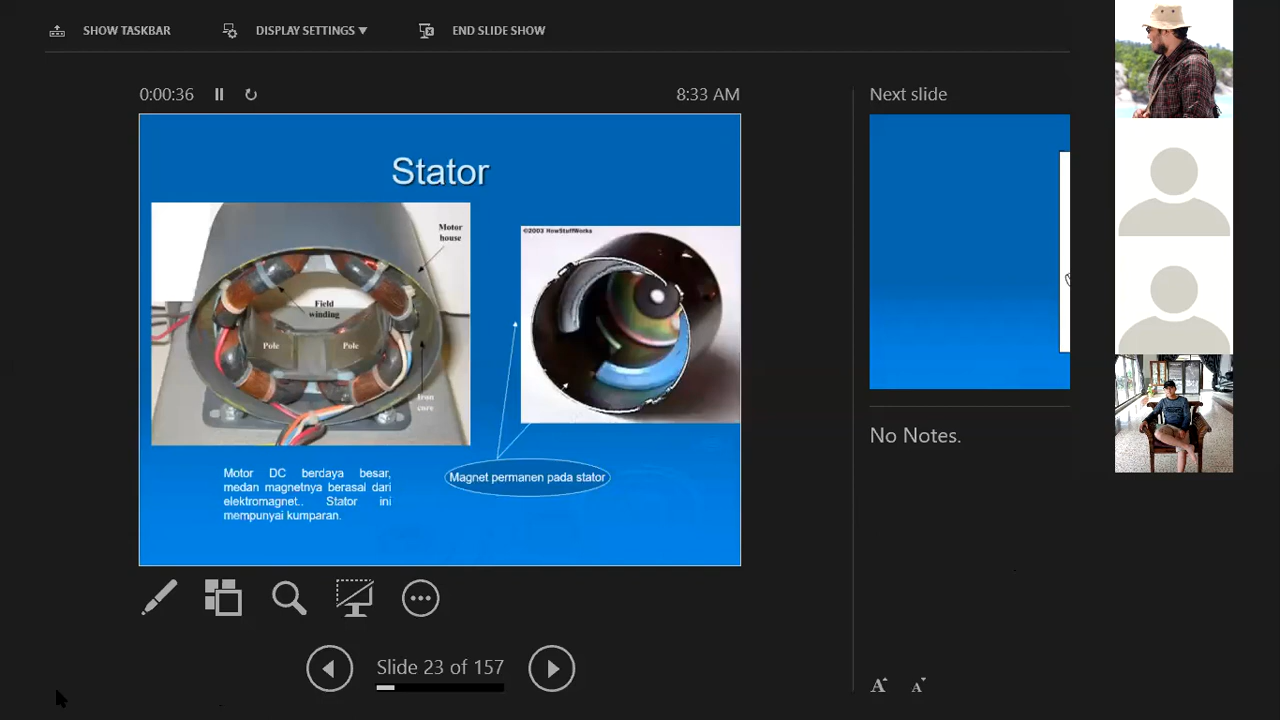 SHOW TASKBAR
DISPLAY SETTINGS
END SLIDE SHOW
0:00:36
8:33 AM
Next slide
Stator
Motor
house
Field
winding
Pole
Pole
Iron
core
©2003 HowStuffWorks
Motor DC berdaya besar,
medan magnetnya berasal dari
elektromagnet.. Stator ini
mempunyai kumparan.
Magnet permanen pada stator
No Notes.
Slide 23 of 157
A A